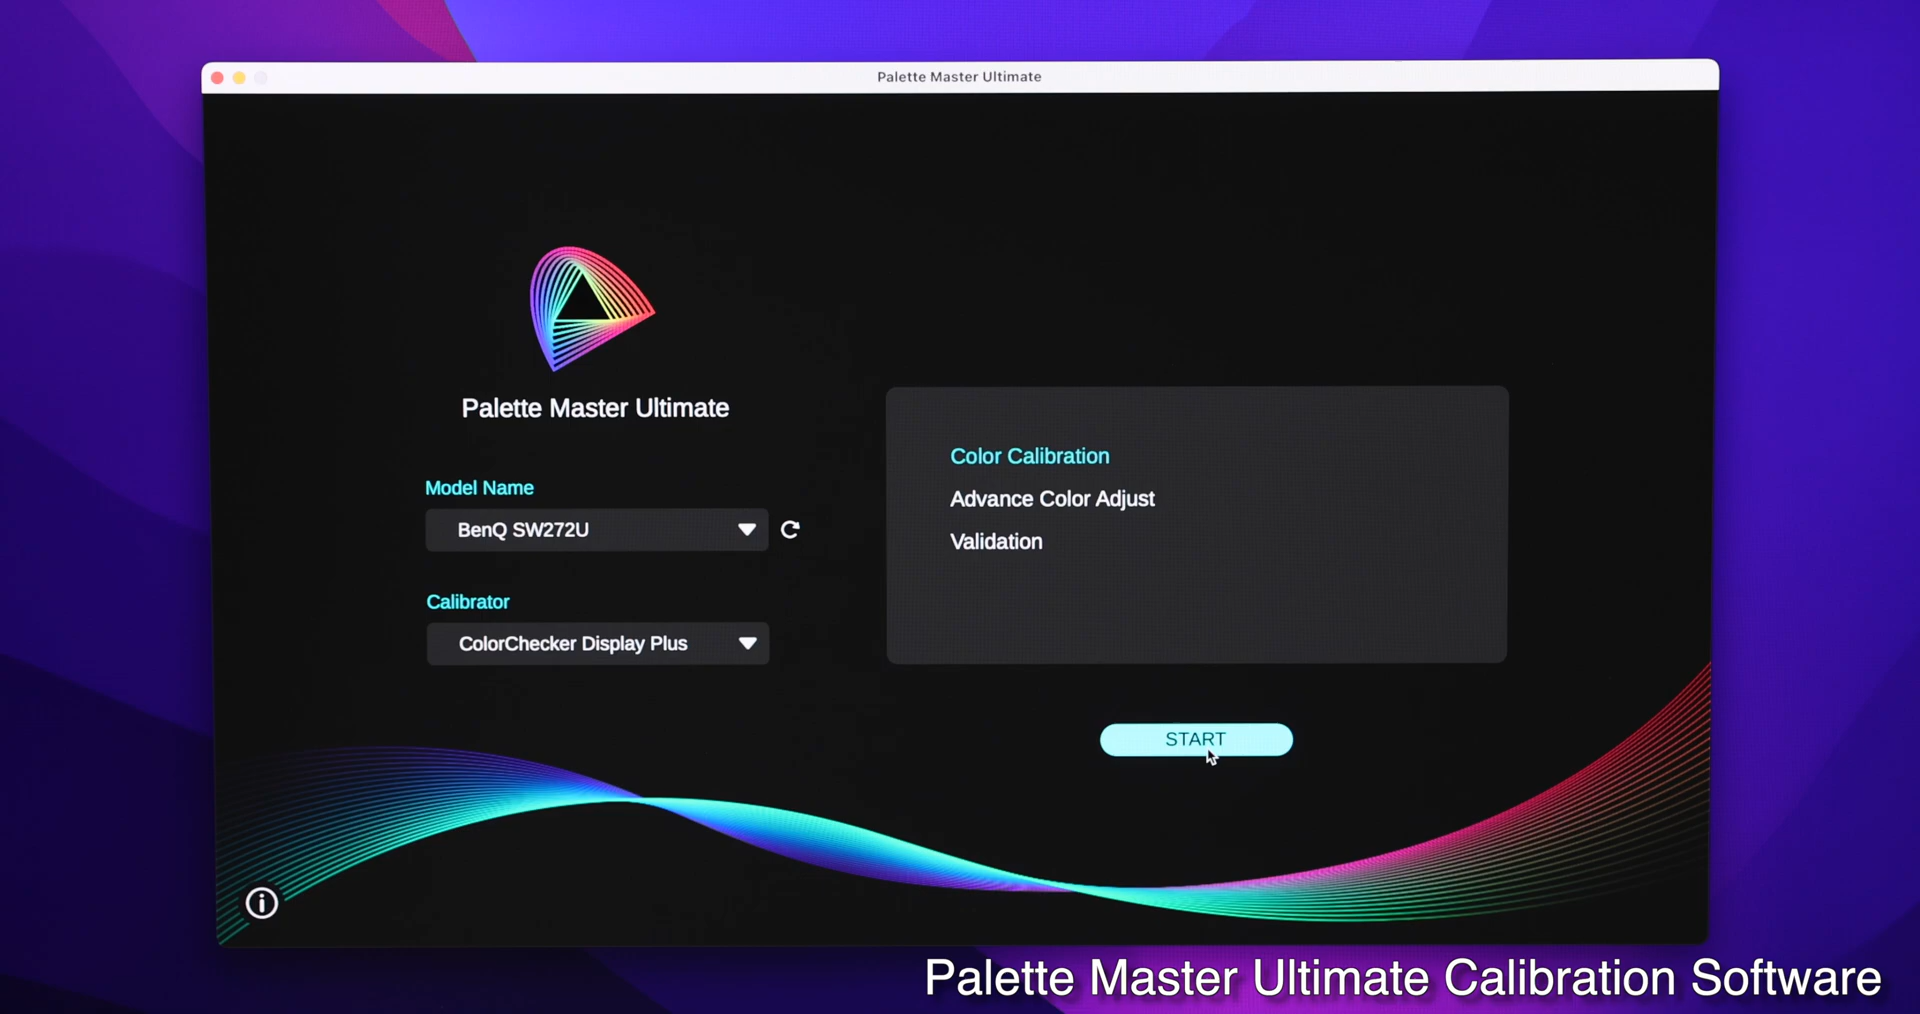 Palette Master Ultimate
Palette Master Ultimate
Model Name
BenQ SW272U
Calibrator
ColorChecker Display Plus
Color Calibration
Advance Color Adjust
Validation
START
Palette Master Ultimate Calibration Software